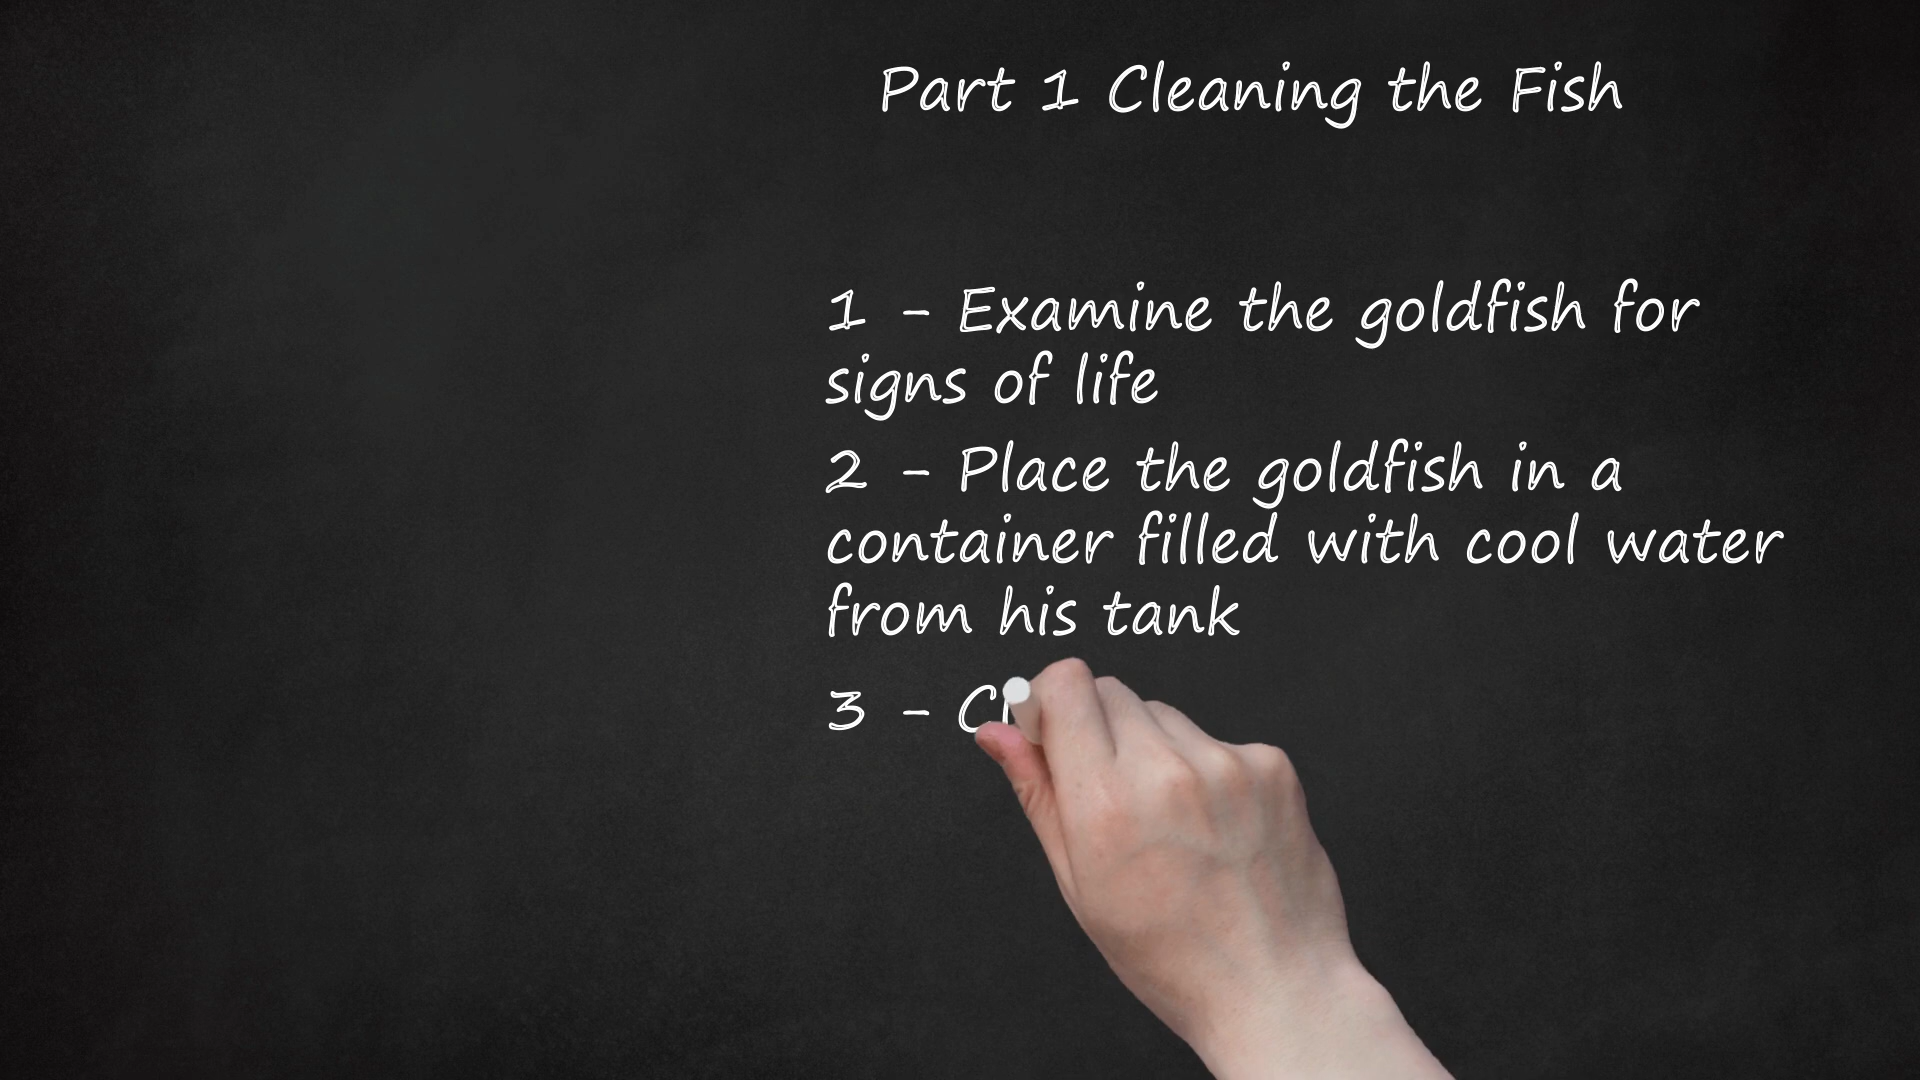 Part 1 Cleaning the Fish
1 - Examine the goldfish for
signs of life
2 - Place the goldfish in a
container filled with cool water
from his tank
3 -